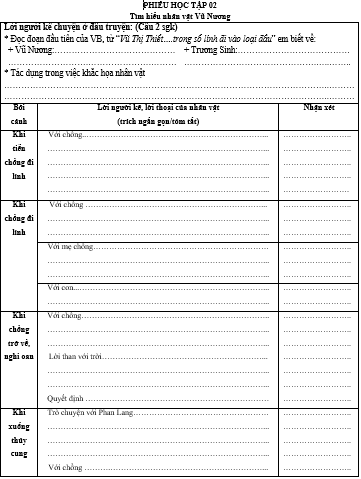 PHIẾU HỌC TẬP 02
Tìm hiểu nhân vật Vũ Nương
Lời người kể chuyện ở đầu truyện: (Câu 2 sgk)
* Đọc đoạn đầu tiên của VB, từ “Vũ Thị Thiết….trong số lính đi vào loại đầu” em biết về:
+ Vũ Nương:………………………………… + Trương Sinh:…………………………………
……………………………………………… ………………………………………………
* Tác dụng trong việc khắc họa nhân vật
………………………………………………………………………………………………
………………………………………………………………………………………………
Bối cảnh
Lời người kể, lời thoại của nhân vật
(trích ngắn gọn/tóm tắt)
Nhận xét
Khi tiễn chồng đi lính
Với chồng……………………………………………
Khi chồng đi lính
Với chồng ……………………………………………
Với mẹ chồng…………………………………………
Với con………………………………………………
Khi chồng trở về, nghi oan
Với chồng……………………………………………
Lời than với trời………………………………………
Quyết định ……………………………………………
Khi xuống thủy cung
Trò chuyện với Phan Lang……………………………
Với chồng ……………………………………………